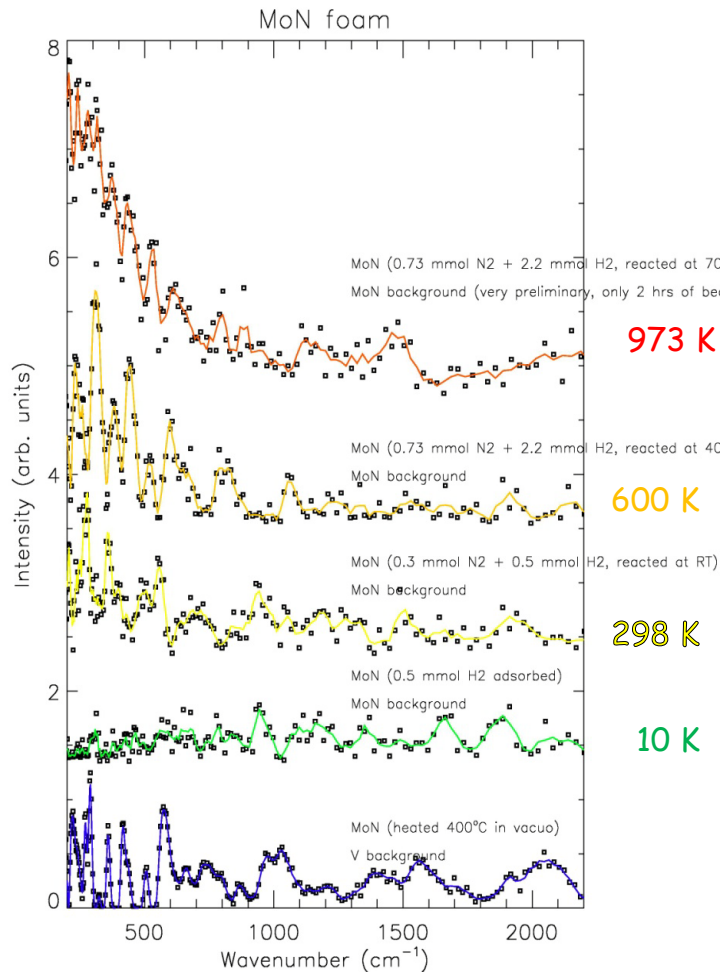 MoN foam
8
6
4
2
0
Intensity (arb. units)
MoN (0.73 mmol N2 + 2.2 mmol H2, reacted at 70
MoN background (very preliminary, only 2 hrs of bea
973 K
MoN (0.73 mmol N2 + 2.2 mmol H2, reacted at 40
MoN background
600 K
MoN (0.3 mmol N2 + 0.5 mmol H2, reacted at RT)
MoN background
298 K
MoN (0.5 mmol H2 adsorbed)
MoN background
10 K
MoN (heated 400°C in vacuo)
V background
500 1000 1500 2000
Wavenumber (cm⁻¹)